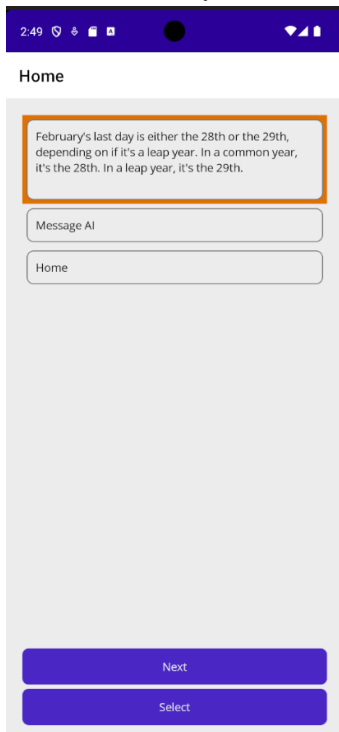 2:49
Home
February's last day is either the 28th or the 29th,
depending on if it's a leap year. In a common year,
it's the 28th. In a leap year, it's the 29th.
Message AI
Home
Next
Select